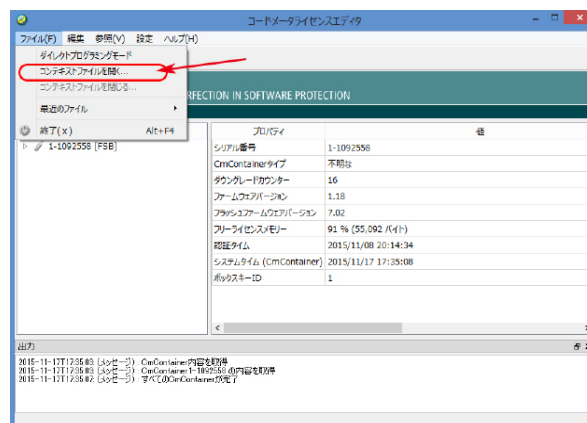 コードメータライセンスエディタ
ファイル(F) 編集 参照(V) 設定 ヘルプ(H)
ダイレクトプログラミングモード
コンテキストファイルを開く...
コンテキストファイルを閉じる...
最近のファイル
終了(x) Alt+F4
RFECTION IN SOFTWARE PROTECTION
1-1092558 [FSB]
プロパティ 値
シリアル番号 1-1092558
CmContainerタイプ 不明な
ダウングレードカウンター 16
ファームウェアバージョン 1.18
フラッシュファームウェアバージョン 7.02
フリーライセンスメモリー 91 % (55,092 バイト)
認証タイム 2015/11/08 20:14:34
システムタイム (CmContainer) 2015/11/17 17:35:08
ボックスキーID 1
出力
2015-11-17T17:35:03: (メッセージ) : CmContainer内容を取得
2015-11-17T17:35:03: (メッセージ) : CmContainer1-1092558の内容を取得
2015-11-17T17:35:07: (メッセージ) : すべてのCmContainerが完了